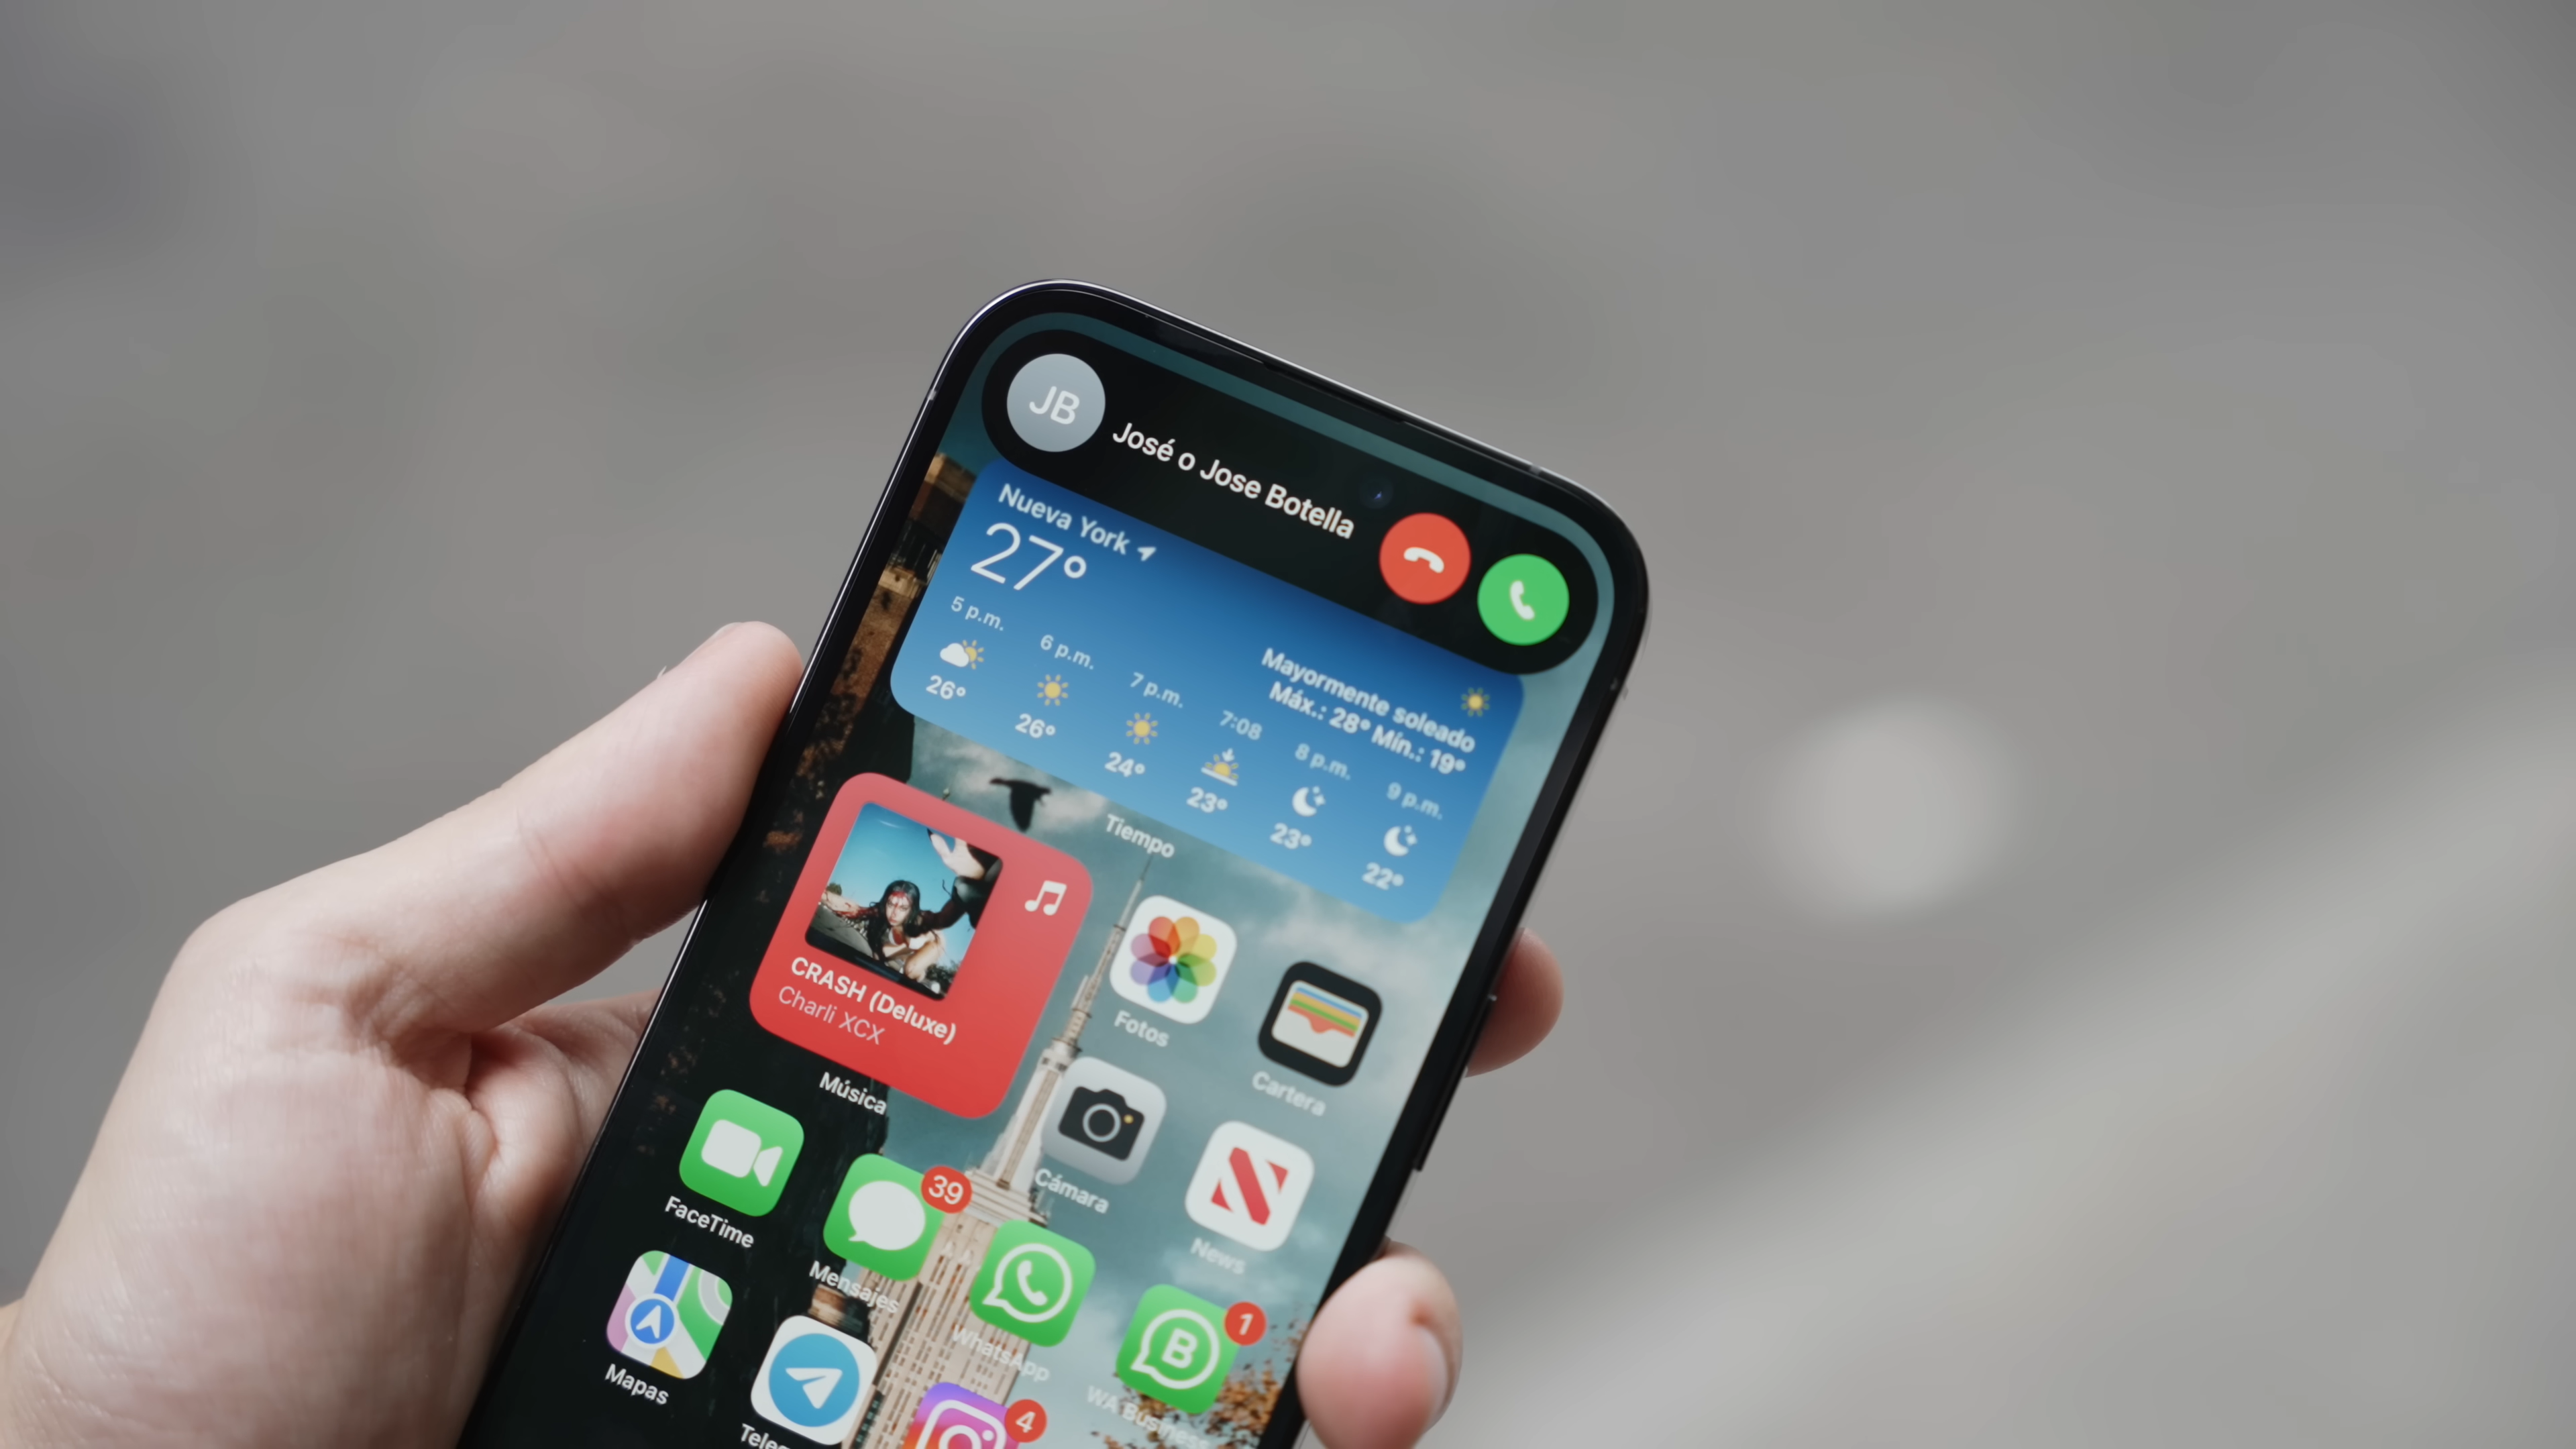 JB
José o Jose Botella
Nueva York
27°
Mayormente soleado
Máx.: 28° Mín.: 19°
5 p.m.
6 p.m.
7 p.m.
7:08
8 p.m.
9 p.m.
26°
26°
24°
23°
23°
22°
Tiempo
CRASH (Deluxe)
Charli XCX
Música
Fotos
Cartera
Cámara
News
FaceTime
39
Mensajes
WhatsApp
B
1
WA Business
Mapas
Teleg
4